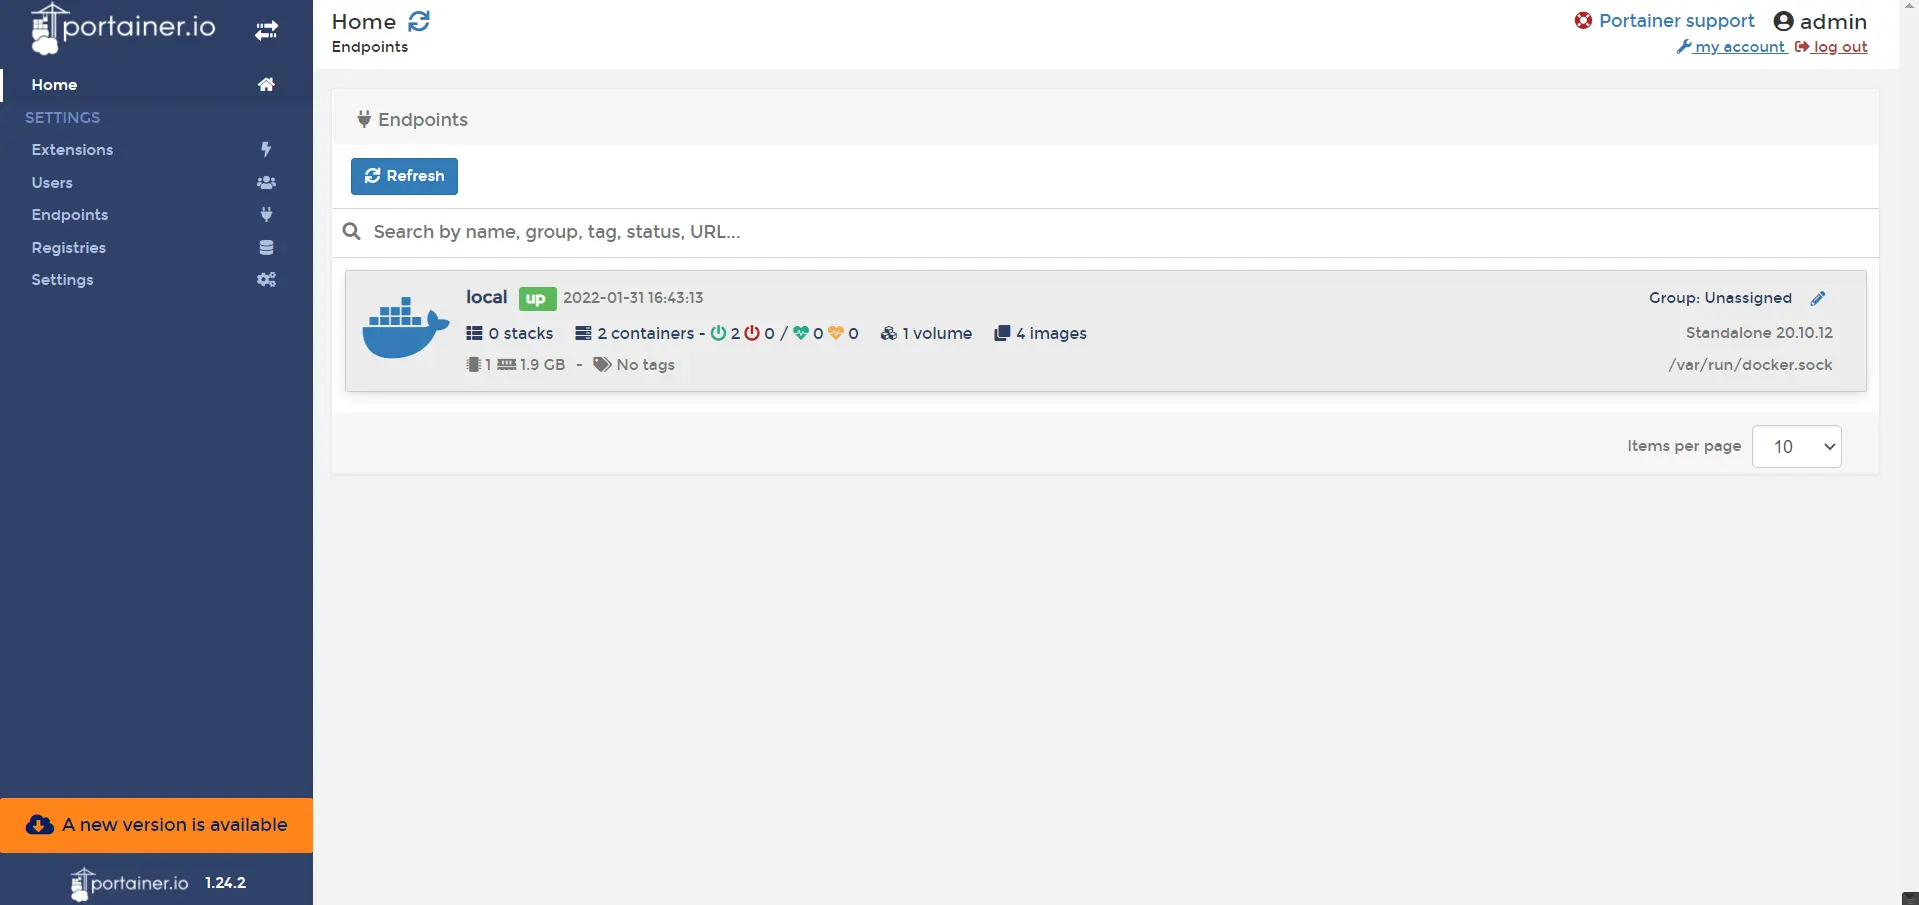 portainer.io
Home
SETTINGS
Extensions
Users
Endpoints
Registries
Settings
A new version is available
portainer.io 1.24.2
Home
Endpoints
Portainer support admin
my account log out
Endpoints
Refresh
Search by name, group, tag, status, URL...
local up 2022-01-31 16:43:13 Group: Unassigned
0 stacks 2 containers - 2 0 / 0 0 1 volume 4 images Standalone 20.10.12
1 1.9 GB - No tags /var/run/docker.sock
Items per page 10